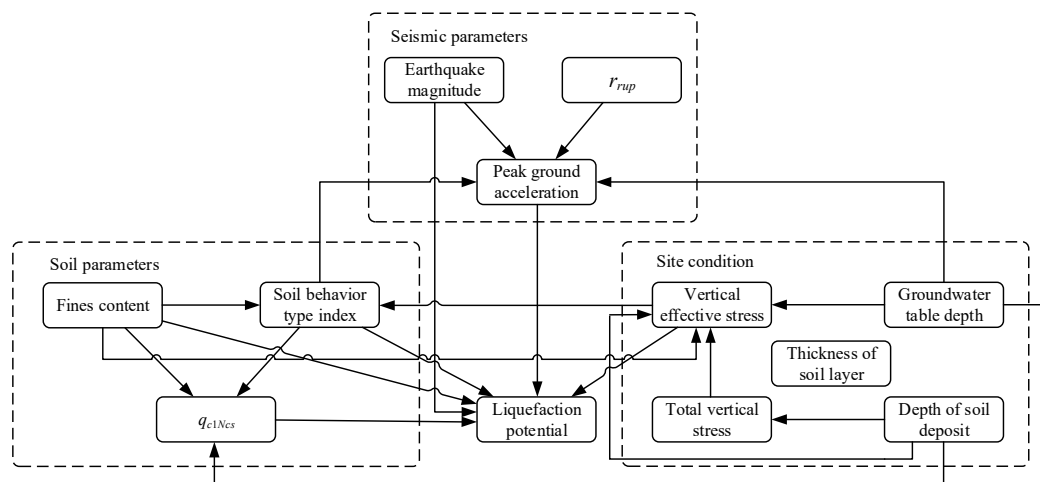 Seismic parameters
Earthquake
magnitude
r_rup
Peak ground
acceleration
Soil parameters
Fines content
Soil behavior
type index
q_c1Ncs
Liquefaction
potential
Site condition
Vertical
effective stress
Groundwater
table depth
Thickness of
soil layer
Total vertical
stress
Depth of soil
deposit